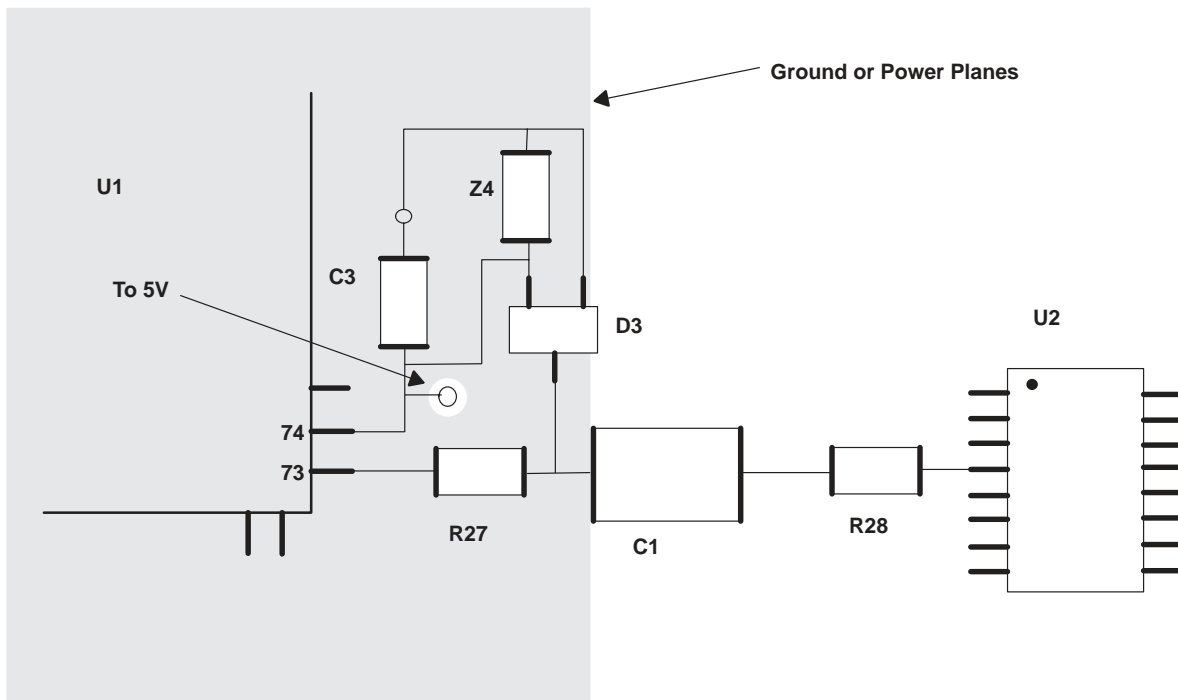 Ground or Power Planes
U1
Z4
C3
To 5V
D3
U2
74
73
R27
C1
R28